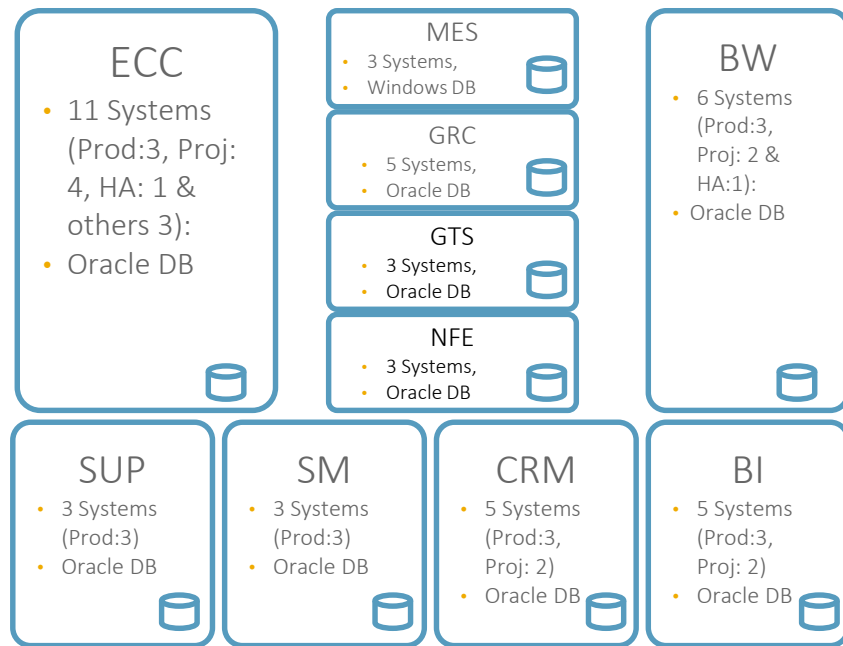 ECC
• 11 Systems
(Prod:3, Proj:
4, HA: 1 &
others 3):
• Oracle DB
MES
• 3 Systems,
• Windows DB
GRC
• 5 Systems,
• Oracle DB
GTS
• 3 Systems,
• Oracle DB
NFE
• 3 Systems,
• Oracle DB
BW
• 6 Systems
(Prod:3,
Proj: 2 &
HA:1):
• Oracle DB
SUP
• 3 Systems
(Prod:3)
• Oracle DB
SM
• 3 Systems
(Prod:3)
• Oracle DB
CRM
• 5 Systems
(Prod:3,
Proj: 2)
• Oracle DB
BI
• 5 Systems
(Prod:3,
Proj: 2)
• Oracle DB